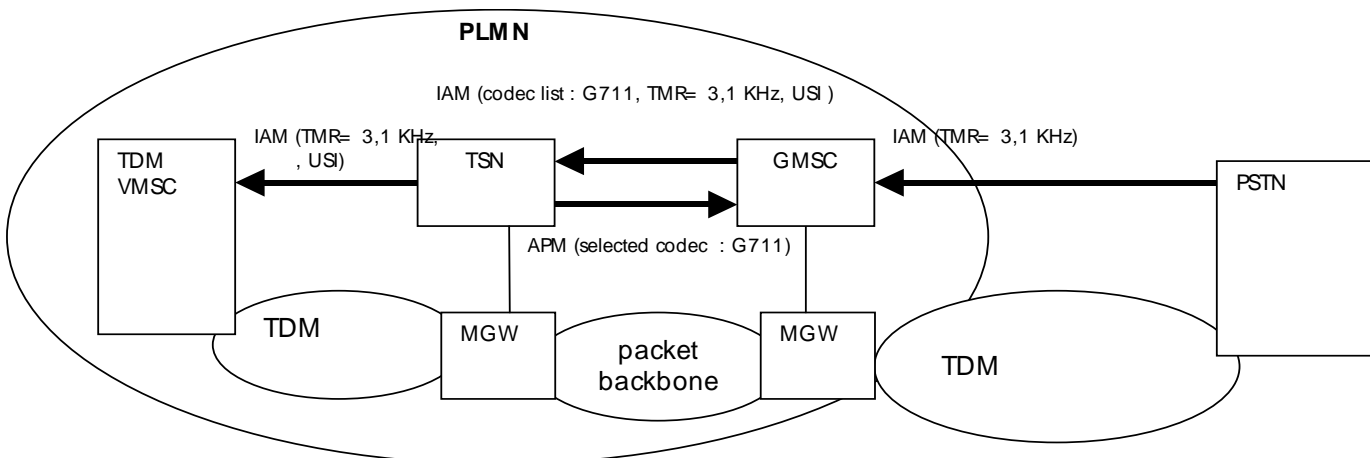 PLMN
IAM (codec list : G711, TMR= 3,1 KHz, USI )
IAM (TMR= 3,1 KHz,
, USI)
IAM (TMR= 3,1 KHz)
TDM
VMSC
TSN
GMSC
PSTN
APM (selected codec : G711)
TDM
MGW
packet
backbone
MGW
TDM